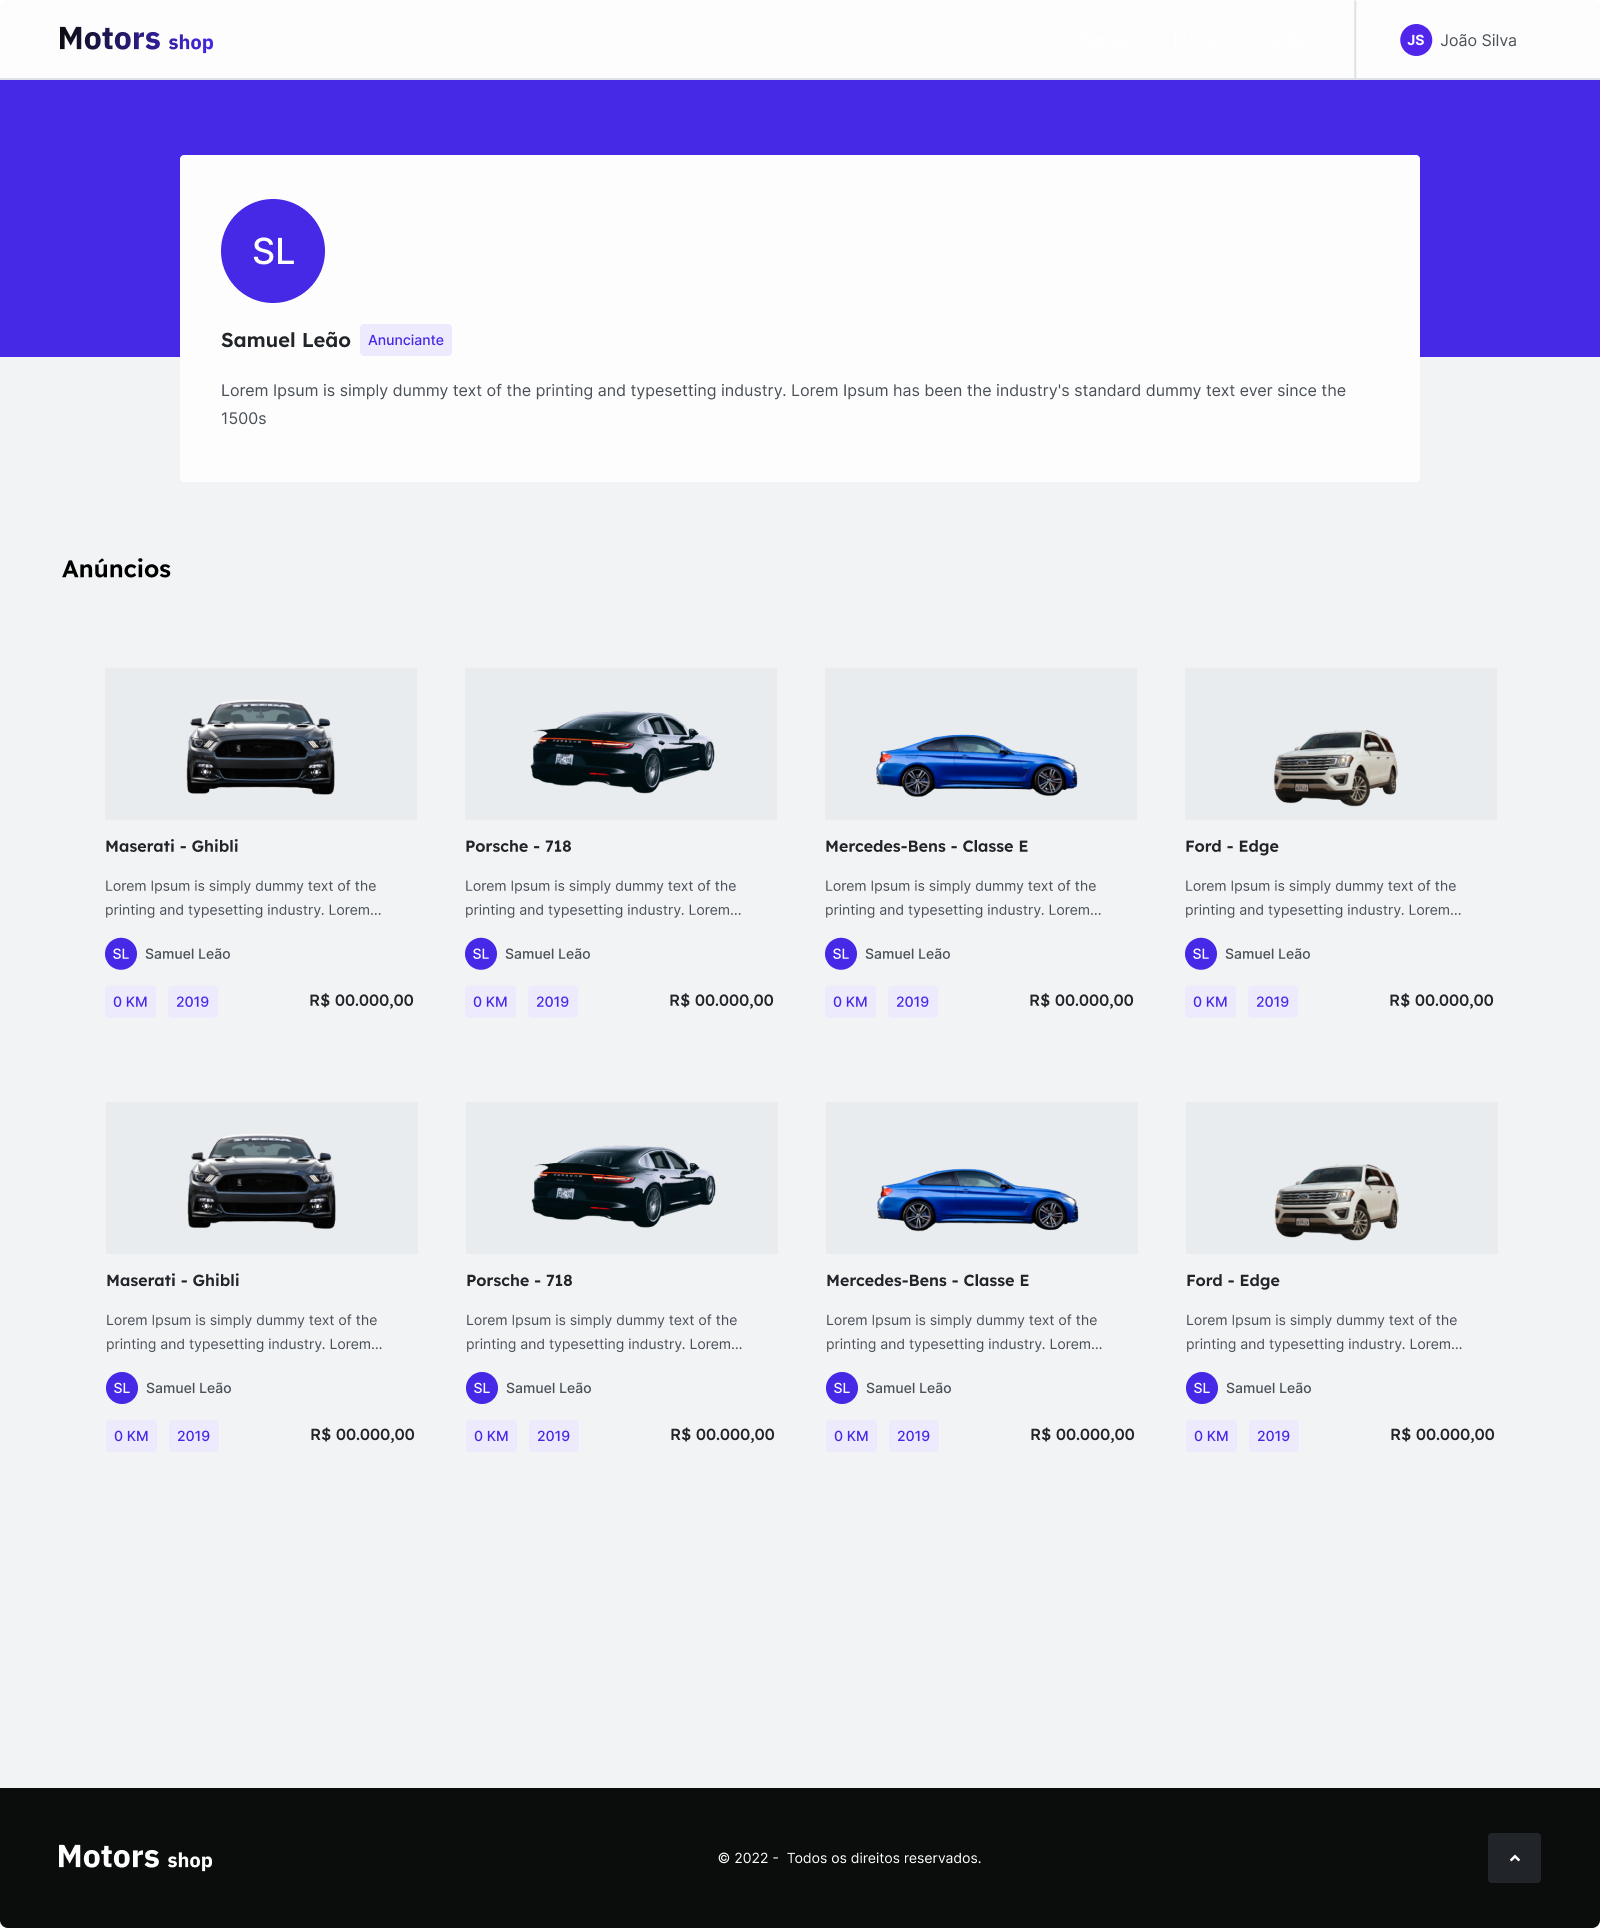 Motors shop
JS João Silva
SL
Samuel Leão Anunciante
Lorem Ipsum is simply dummy text of the printing and typesetting industry. Lorem Ipsum has been the industry's standard dummy text ever since the
1500s
Anúncios
STEEDA
PORSCHE
Maserati - Ghibli
Lorem Ipsum is simply dummy text of the
printing and typesetting industry. Lorem...
SL Samuel Leão
0 KM 2019 R$ 00.000,00
Porsche - 718
Lorem Ipsum is simply dummy text of the
printing and typesetting industry. Lorem...
SL Samuel Leão
0 KM 2019 R$ 00.000,00
Mercedes-Bens - Classe E
Lorem Ipsum is simply dummy text of the
printing and typesetting industry. Lorem...
SL Samuel Leão
0 KM 2019 R$ 00.000,00
Ford - Edge
Lorem Ipsum is simply dummy text of the
printing and typesetting industry. Lorem...
SL Samuel Leão
0 KM 2019 R$ 00.000,00
STEEDA
PORSCHE
Maserati - Ghibli
Lorem Ipsum is simply dummy text of the
printing and typesetting industry. Lorem...
SL Samuel Leão
0 KM 2019 R$ 00.000,00
Porsche - 718
Lorem Ipsum is simply dummy text of the
printing and typesetting industry. Lorem...
SL Samuel Leão
0 KM 2019 R$ 00.000,00
Mercedes-Bens - Classe E
Lorem Ipsum is simply dummy text of the
printing and typesetting industry. Lorem...
SL Samuel Leão
0 KM 2019 R$ 00.000,00
Ford - Edge
Lorem Ipsum is simply dummy text of the
printing and typesetting industry. Lorem...
SL Samuel Leão
0 KM 2019 R$ 00.000,00
Motors shop
© 2022 - Todos os direitos reservados.